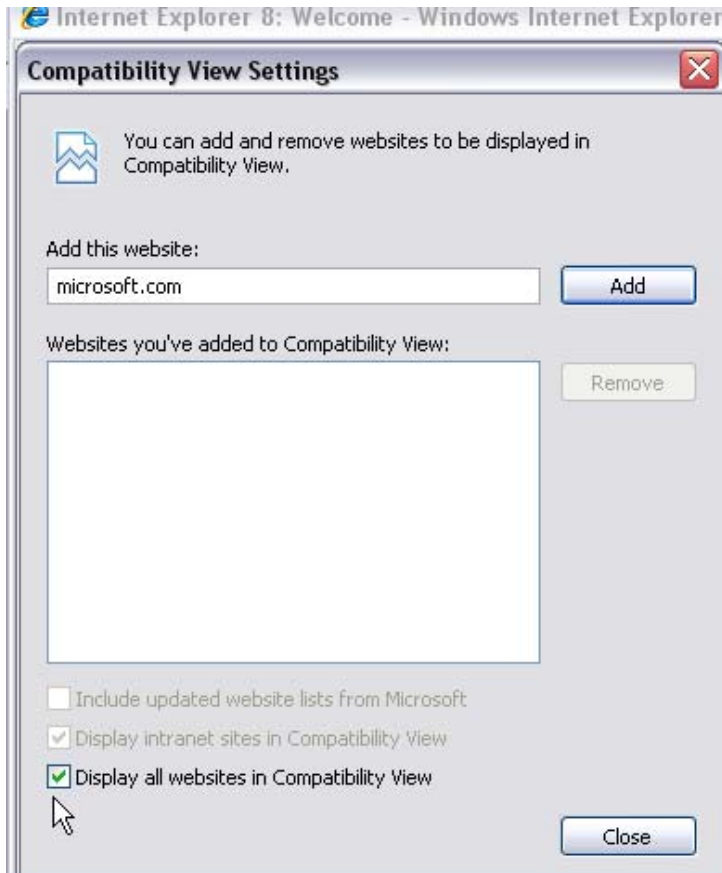 Internet Explorer 8: Welcome - Windows Internet Explorer
Compatibility View Settings
You can add and remove websites to be displayed in
Compatibility View.
Add this website:
microsoft.com
Add
Websites you've added to Compatibility View:
Remove
Include updated website lists from Microsoft
Display intranet sites in Compatibility View
Display all websites in Compatibility View
Close